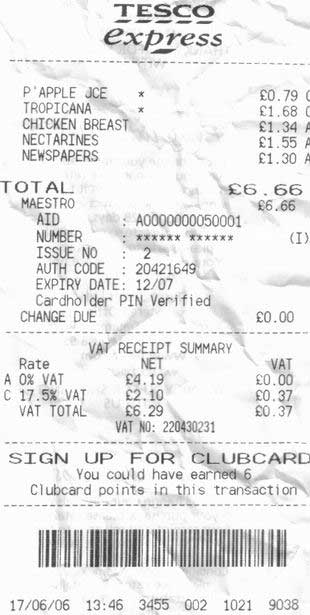 TESCO
express
P'APPLE JCE * £0.79 C
TROPICANA * £1.68 C
CHICKEN BREAST £1.34 A
NECTARINES £1.55 A
NEWSPAPERS £1.30 A
TOTAL £6.66
MAESTRO £6.66
AID : A0000000050001
NUMBER : ****** ****** (I)
ISSUE NO : 2
AUTH CODE : 20421649
EXPIRY DATE: 12/07
Cardholder PIN Verified
CHANGE DUE £0.00
VAT RECEIPT SUMMARY
Rate NET VAT
A 0% VAT £4.19 £0.00
C 17.5% VAT £2.10 £0.37
VAT TOTAL £6.29 £0.37
VAT NO: 220430231
SIGN UP FOR CLUBCARD
You could have earned 6
Clubcard points in this transaction
17/06/06 13:46 3455 002 1021 9038